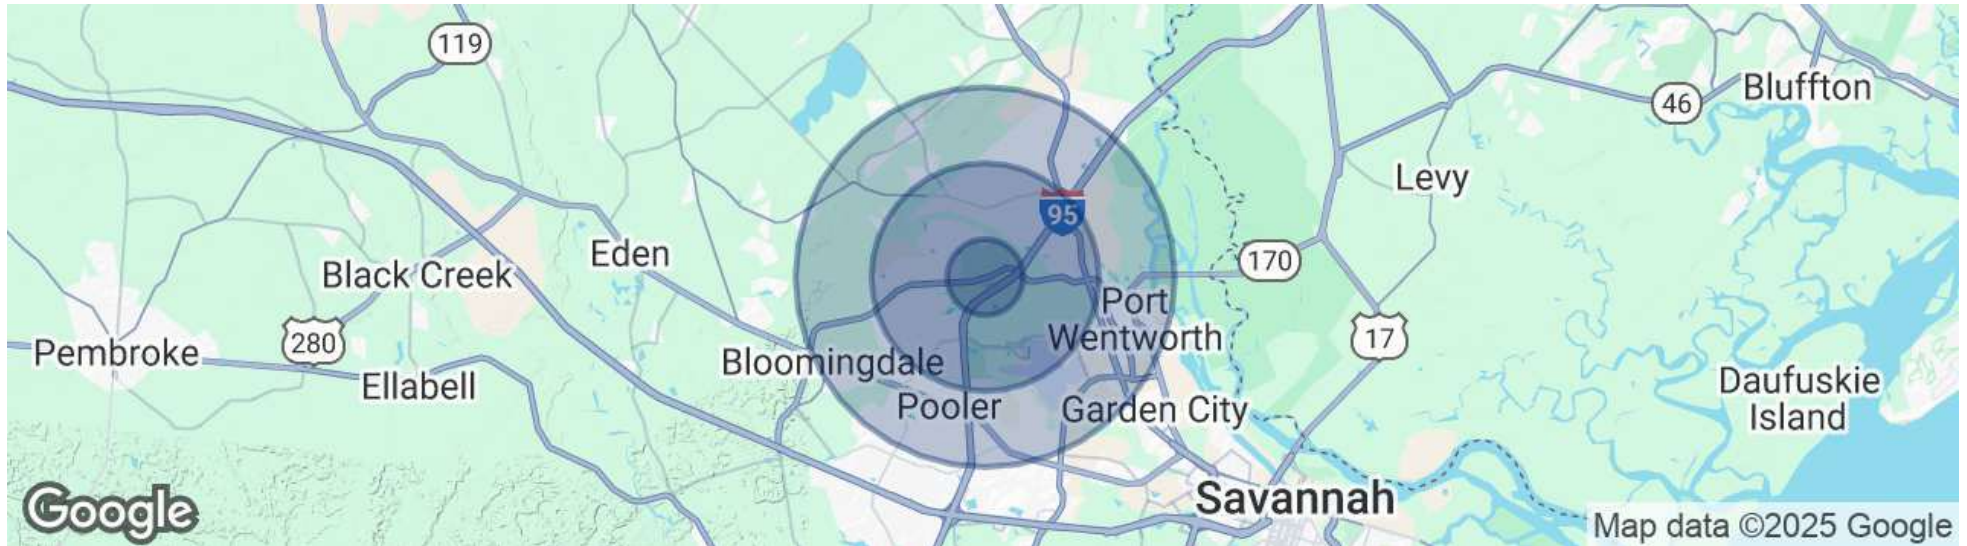 119
Bluffton
46
Levy
95
Eden
170
Black Creek
Port
Wentworth
280
17
Pembroke
Bloomingdale
Ellabell
Daufuskie
Island
Pooler
Garden City
Savannah
Google
Map data ©2025 Google